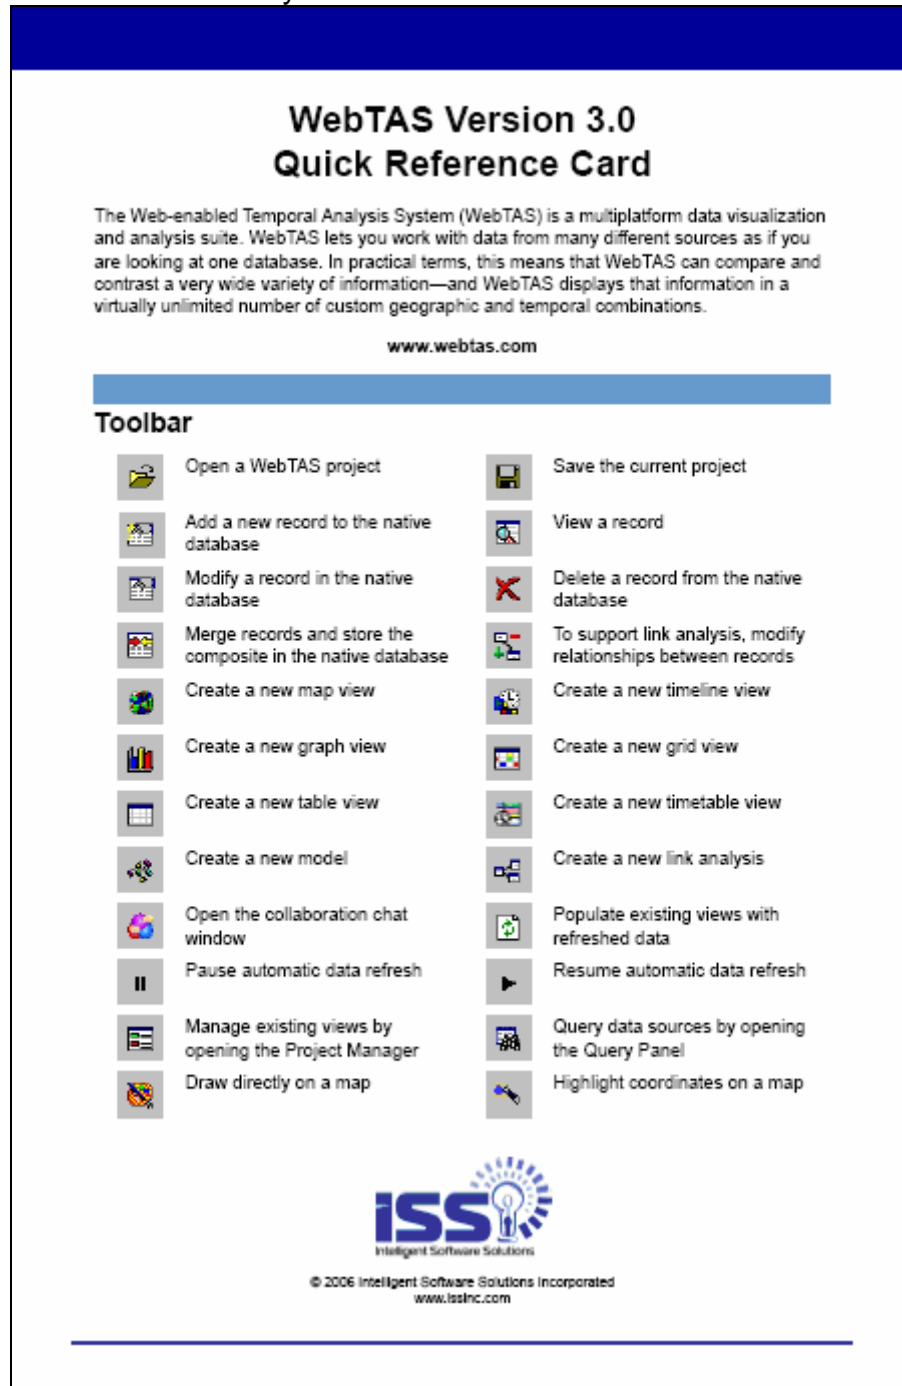 WebTAS Version 3.0
Quick Reference Card
The Web-enabled Temporal Analysis System (WebTAS) is a multiplatform data visualization
and analysis suite. WebTAS lets you work with data from many different sources as if you
are looking at one database. In practical terms, this means that WebTAS can compare and
contrast a very wide variety of information—and WebTAS displays that information in a
virtually unlimited number of custom geographic and temporal combinations.
www.webtas.com
Toolbar
Open a WebTAS project
Save the current project
Add a new record to the native
database
View a record
Modify a record in the native
database
Delete a record from the native
database
Merge records and store the
composite in the native database
To support link analysis, modify
relationships between records
Create a new map view
Create a new timeline view
Create a new graph view
Create a new grid view
Create a new table view
Create a new timetable view
Create a new model
Create a new link analysis
Open the collaboration chat
window
Populate existing views with
refreshed data
Pause automatic data refresh
Resume automatic data refresh
Manage existing views by
opening the Project Manager
Query data sources by opening
the Query Panel
Draw directly on a map
Highlight coordinates on a map
ISS
Intelligent Software Solutions
© 2006 Intelligent Software Solutions Incorporated
www.issinc.com